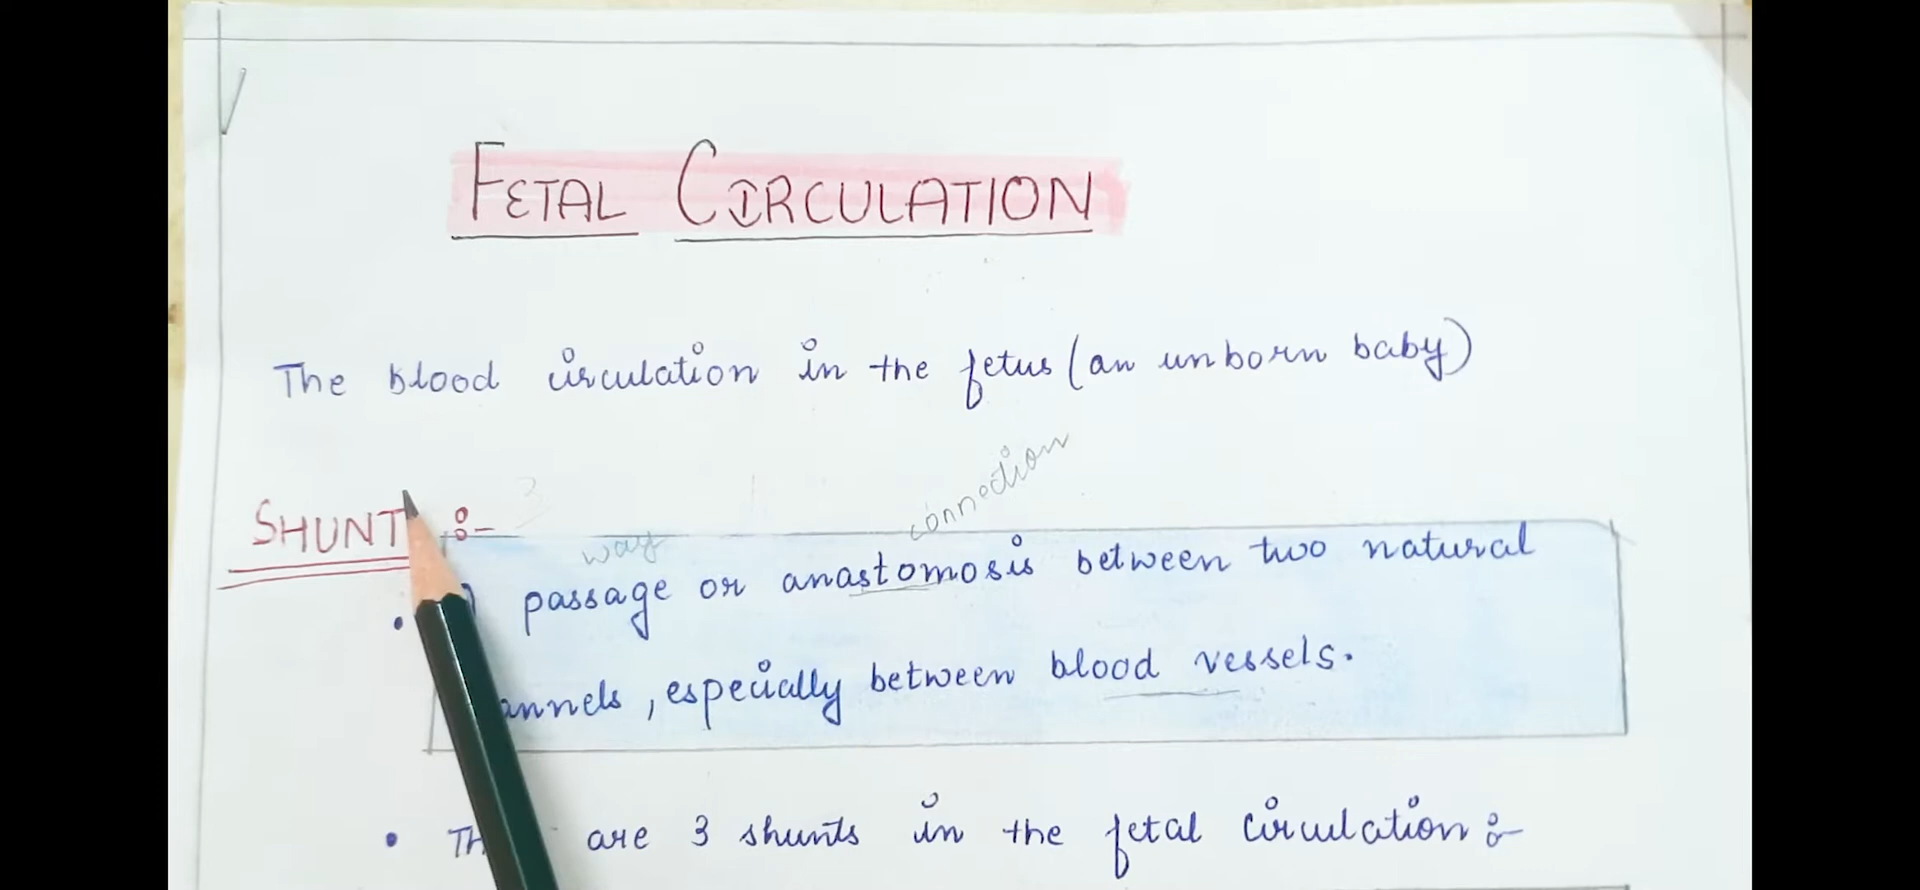 FETAL CIRCULATION
The blood circulation in the fetus (an unborn baby)
connection
SHUNT :-
way
passage or anastomosis between two natural
annels, especially between blood vessels.
• Th are 3 shunts in the fetal circulation :-